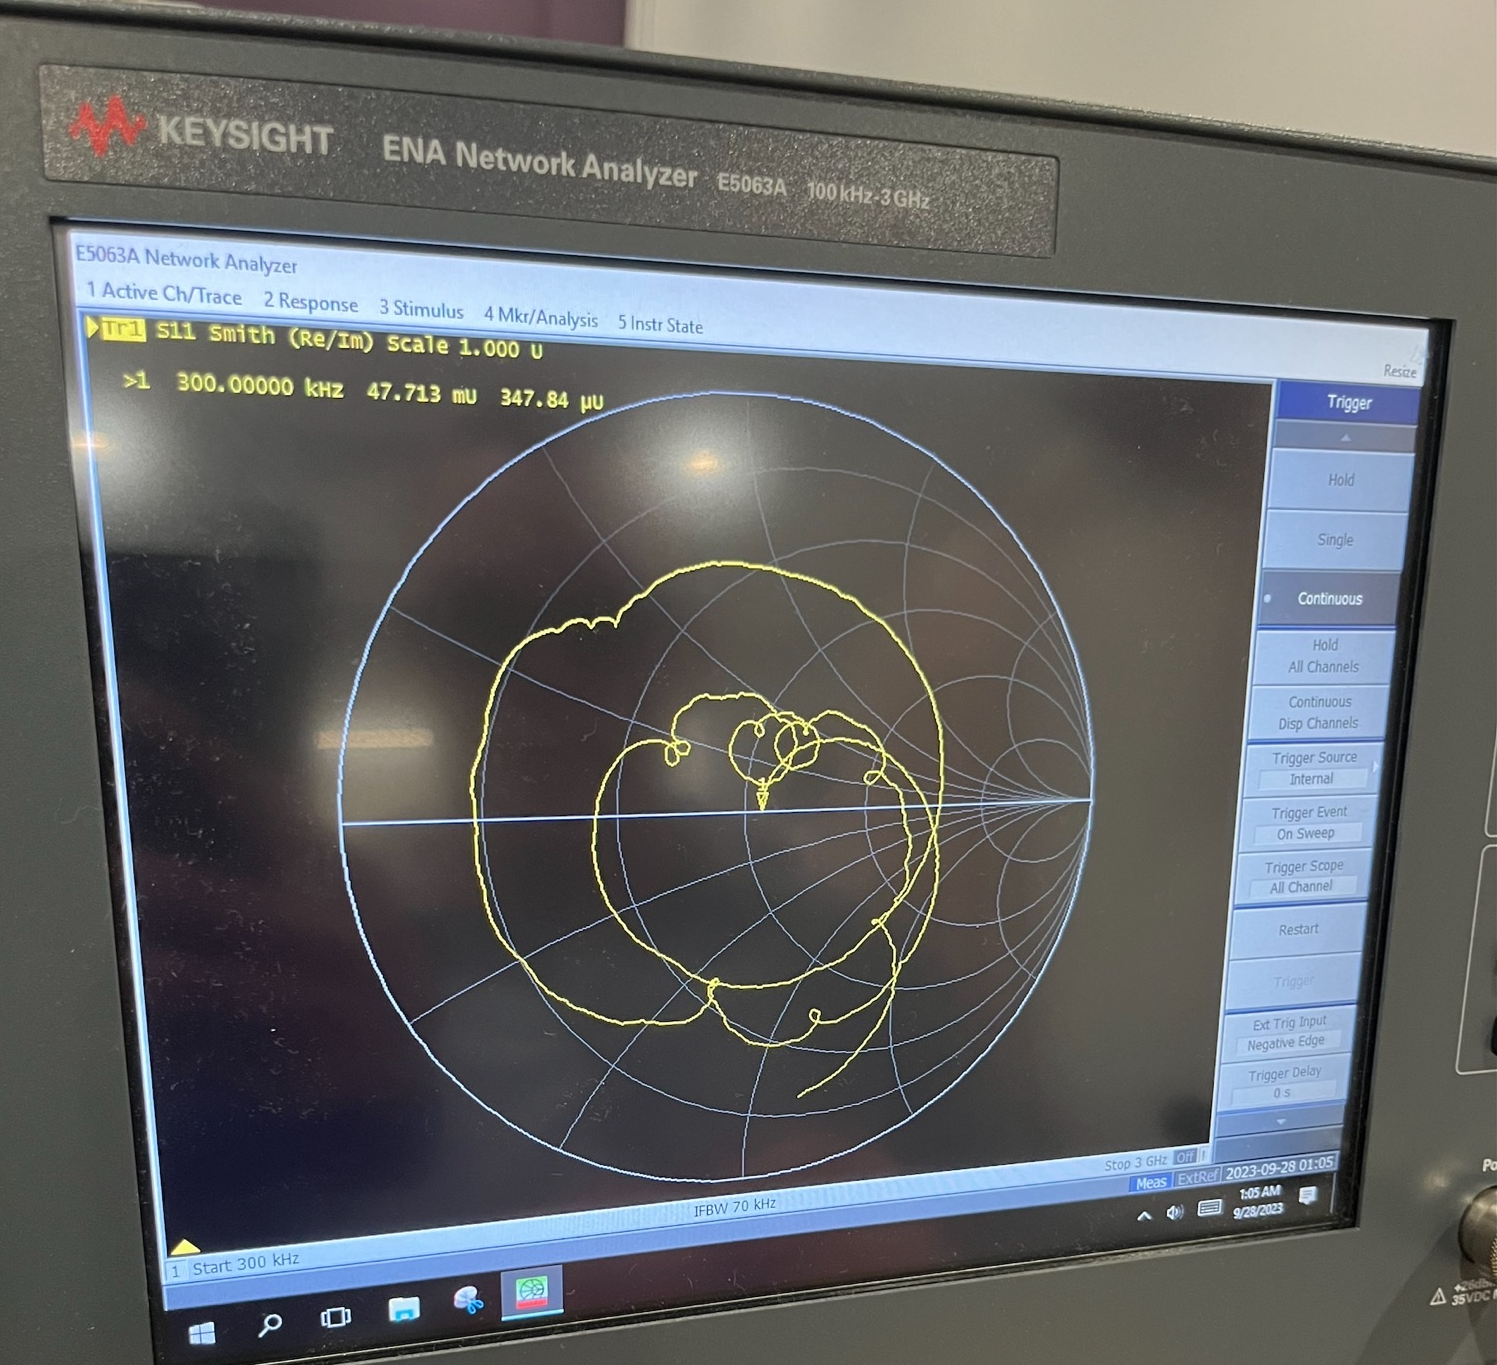 KEYSIGHT ENA Network Analyzer E5063A 100 kHz-3 GHz
E5063A Network Analyzer
1 Active Ch/Trace 2 Response 3 Stimulus 4 Mkr/Analysis 5 Instr State
Resize
Tr1 S11 Smith (Re/Im) Scale 1.000 U
>1 300.00000 kHz 47.713 mU 347.84 µU
Trigger
Hold
Single
Continuous
Hold
All Channels
Continuous
Disp Channels
Trigger Source
Internal
Trigger Event
On Sweep
Trigger Scope
All Channel
Restart
Trigger
Ext Trig Input
Negative Edge
Trigger Delay
0 s
1 Start 300 kHz
IFBW 70 kHz
Stop 3 GHz Off
Meas ExtRef 2023-09-28 01:05
1:05 AM
9/28/2023
35VDC